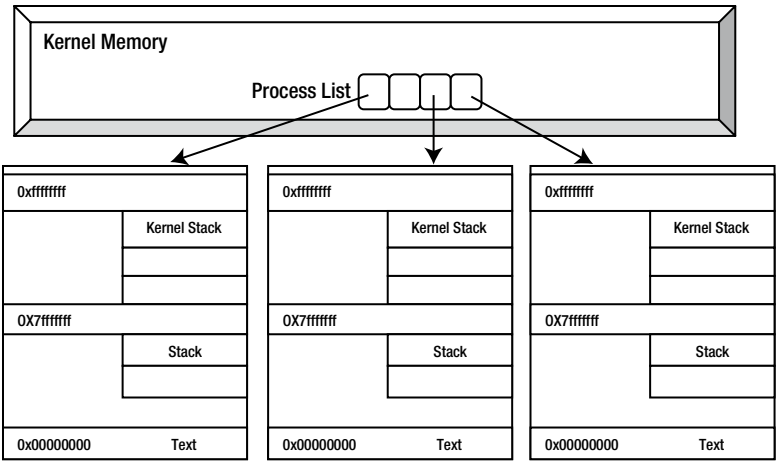 Kernel Memory
Process List
0xffffffff
Kernel Stack
0X7fffffff
Stack
0x00000000 Text
0xffffffff
Kernel Stack
0X7fffffff
Stack
0x00000000 Text
0xffffffff
Kernel Stack
0X7fffffff
Stack
0x00000000 Text